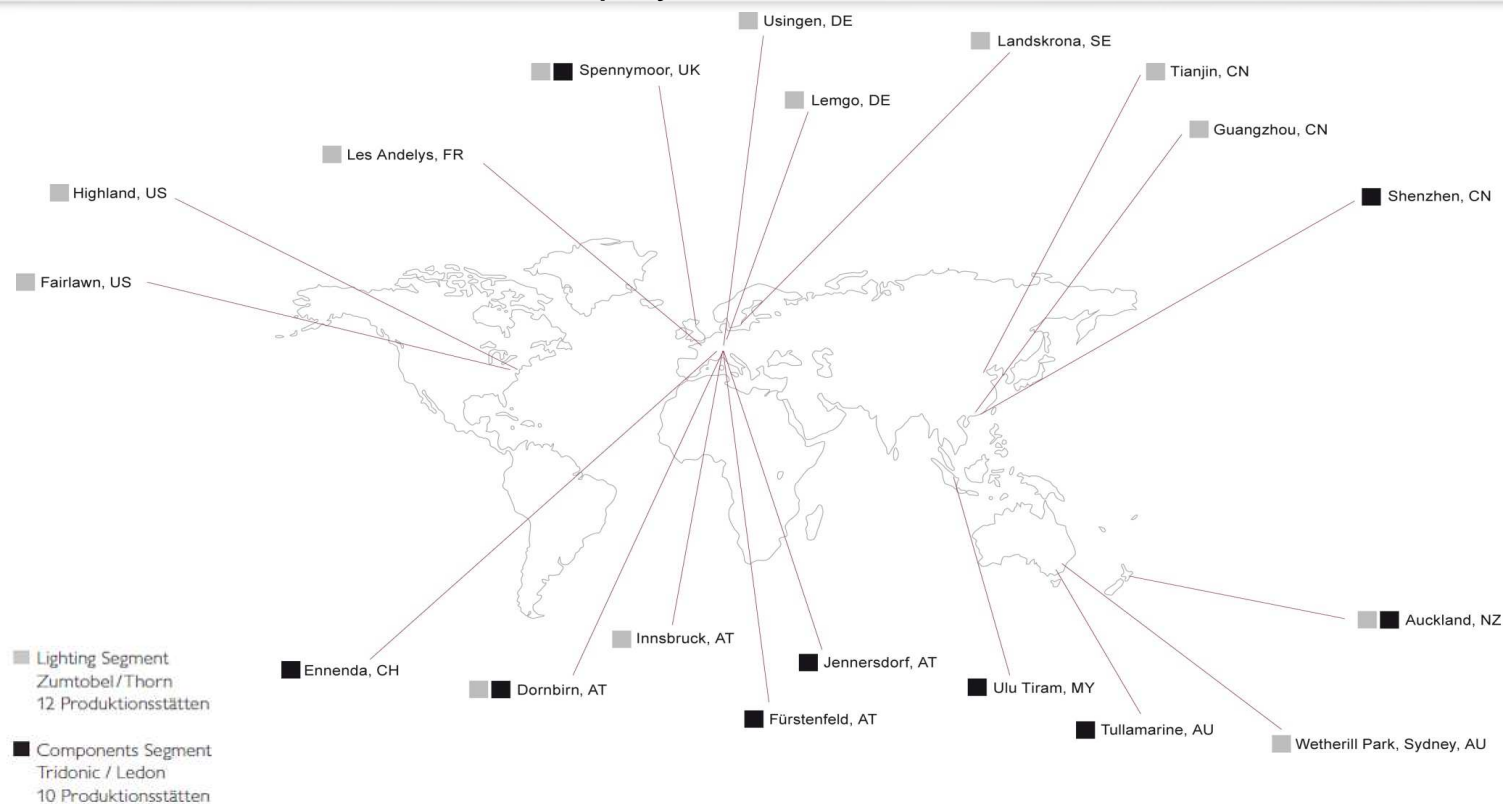 Usingen, DE
Landskrona, SE
Spennymoor, UK
Tianjin, CN
Lemgo, DE
Guangzhou, CN
Les Andelys, FR
Highland, US
Shenzhen, CN
Fairlawn, US
Auckland, NZ
Innsbruck, AT
Jennersdorf, AT
Ennenda, CH
Dornbirn, AT
Ulu Tiram, MY
Fürstenfeld, AT
Tullamarine, AU
Wetherill Park, Sydney, AU
Lighting Segment
Zumtobel/Thorn
12 Produktionsstätten
Components Segment
Tridonic / Ledon
10 Produktionsstätten